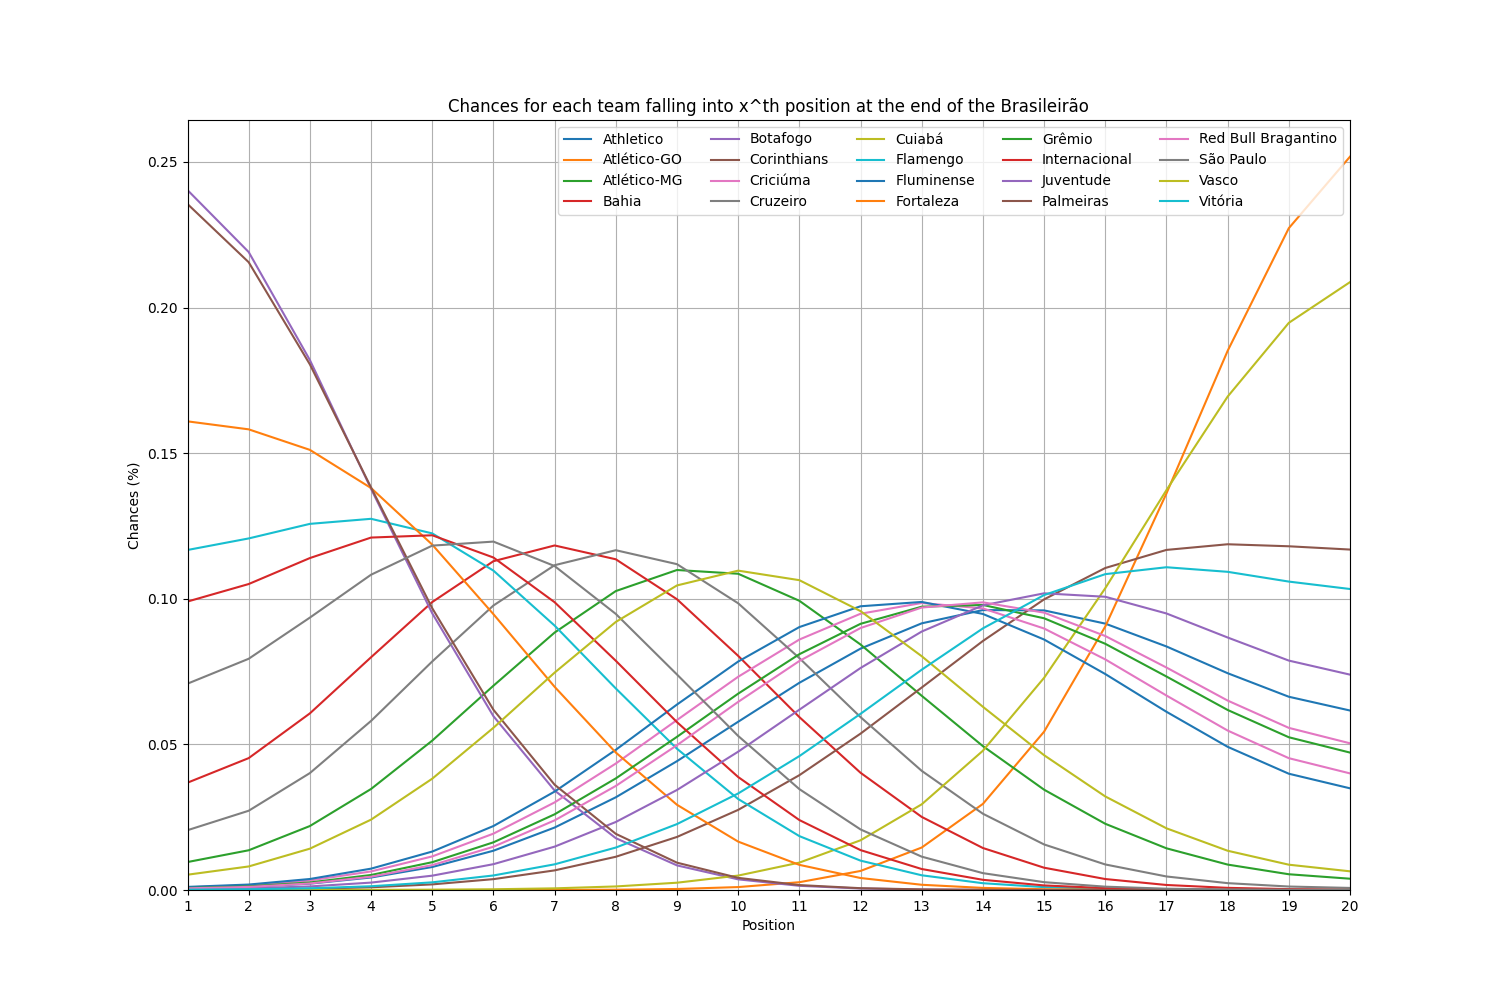 Chances for each team falling into x^th position at the end of the Brasileirão
Athletico Botafogo Cuiabá Grêmio Red Bull Bragantino
Atlético-GO Corinthians Flamengo Internacional São Paulo
Atlético-MG Criciúma Fluminense Juventude Vasco
Bahia Cruzeiro Fortaleza Palmeiras Vitória
0.25
0.20
0.15
0.10
0.05
0.00
Chances (%)
1 2 3 4 5 6 7 8 9 10 11 12 13 14 15 16 17 18 19 20
Position